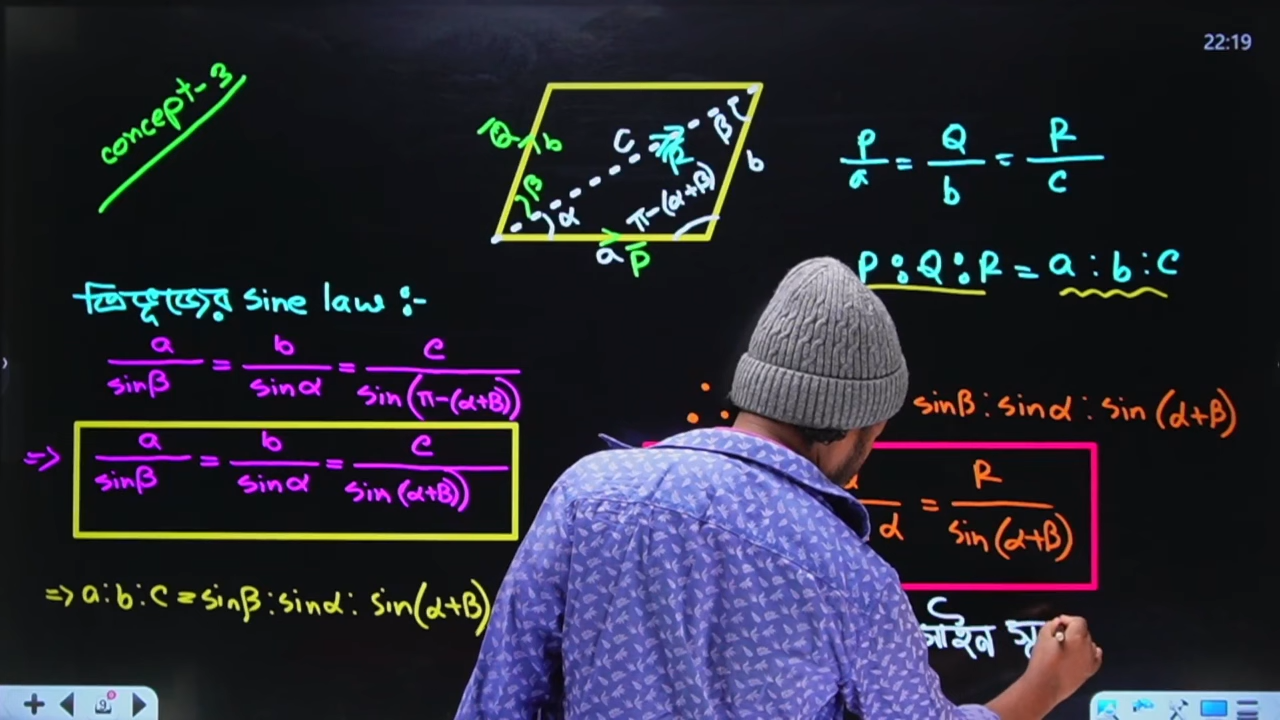 22:19
concept-3
Q b
C R β
b
β α π-(α+β)
a P
P/a = Q/b = R/c
P : Q : R = a : b : c
ত্রিভুজের sine law :-
a/sinβ = b/sinα = c/sin(π-(α+β))
=> a/sinβ = b/sinα = c/sin(α+β))
=> a : b : c = sinβ : sinα : sin(α+β)
∴ sinβ : sinα : sin(α+β)
α = R/sin(α+β)
9